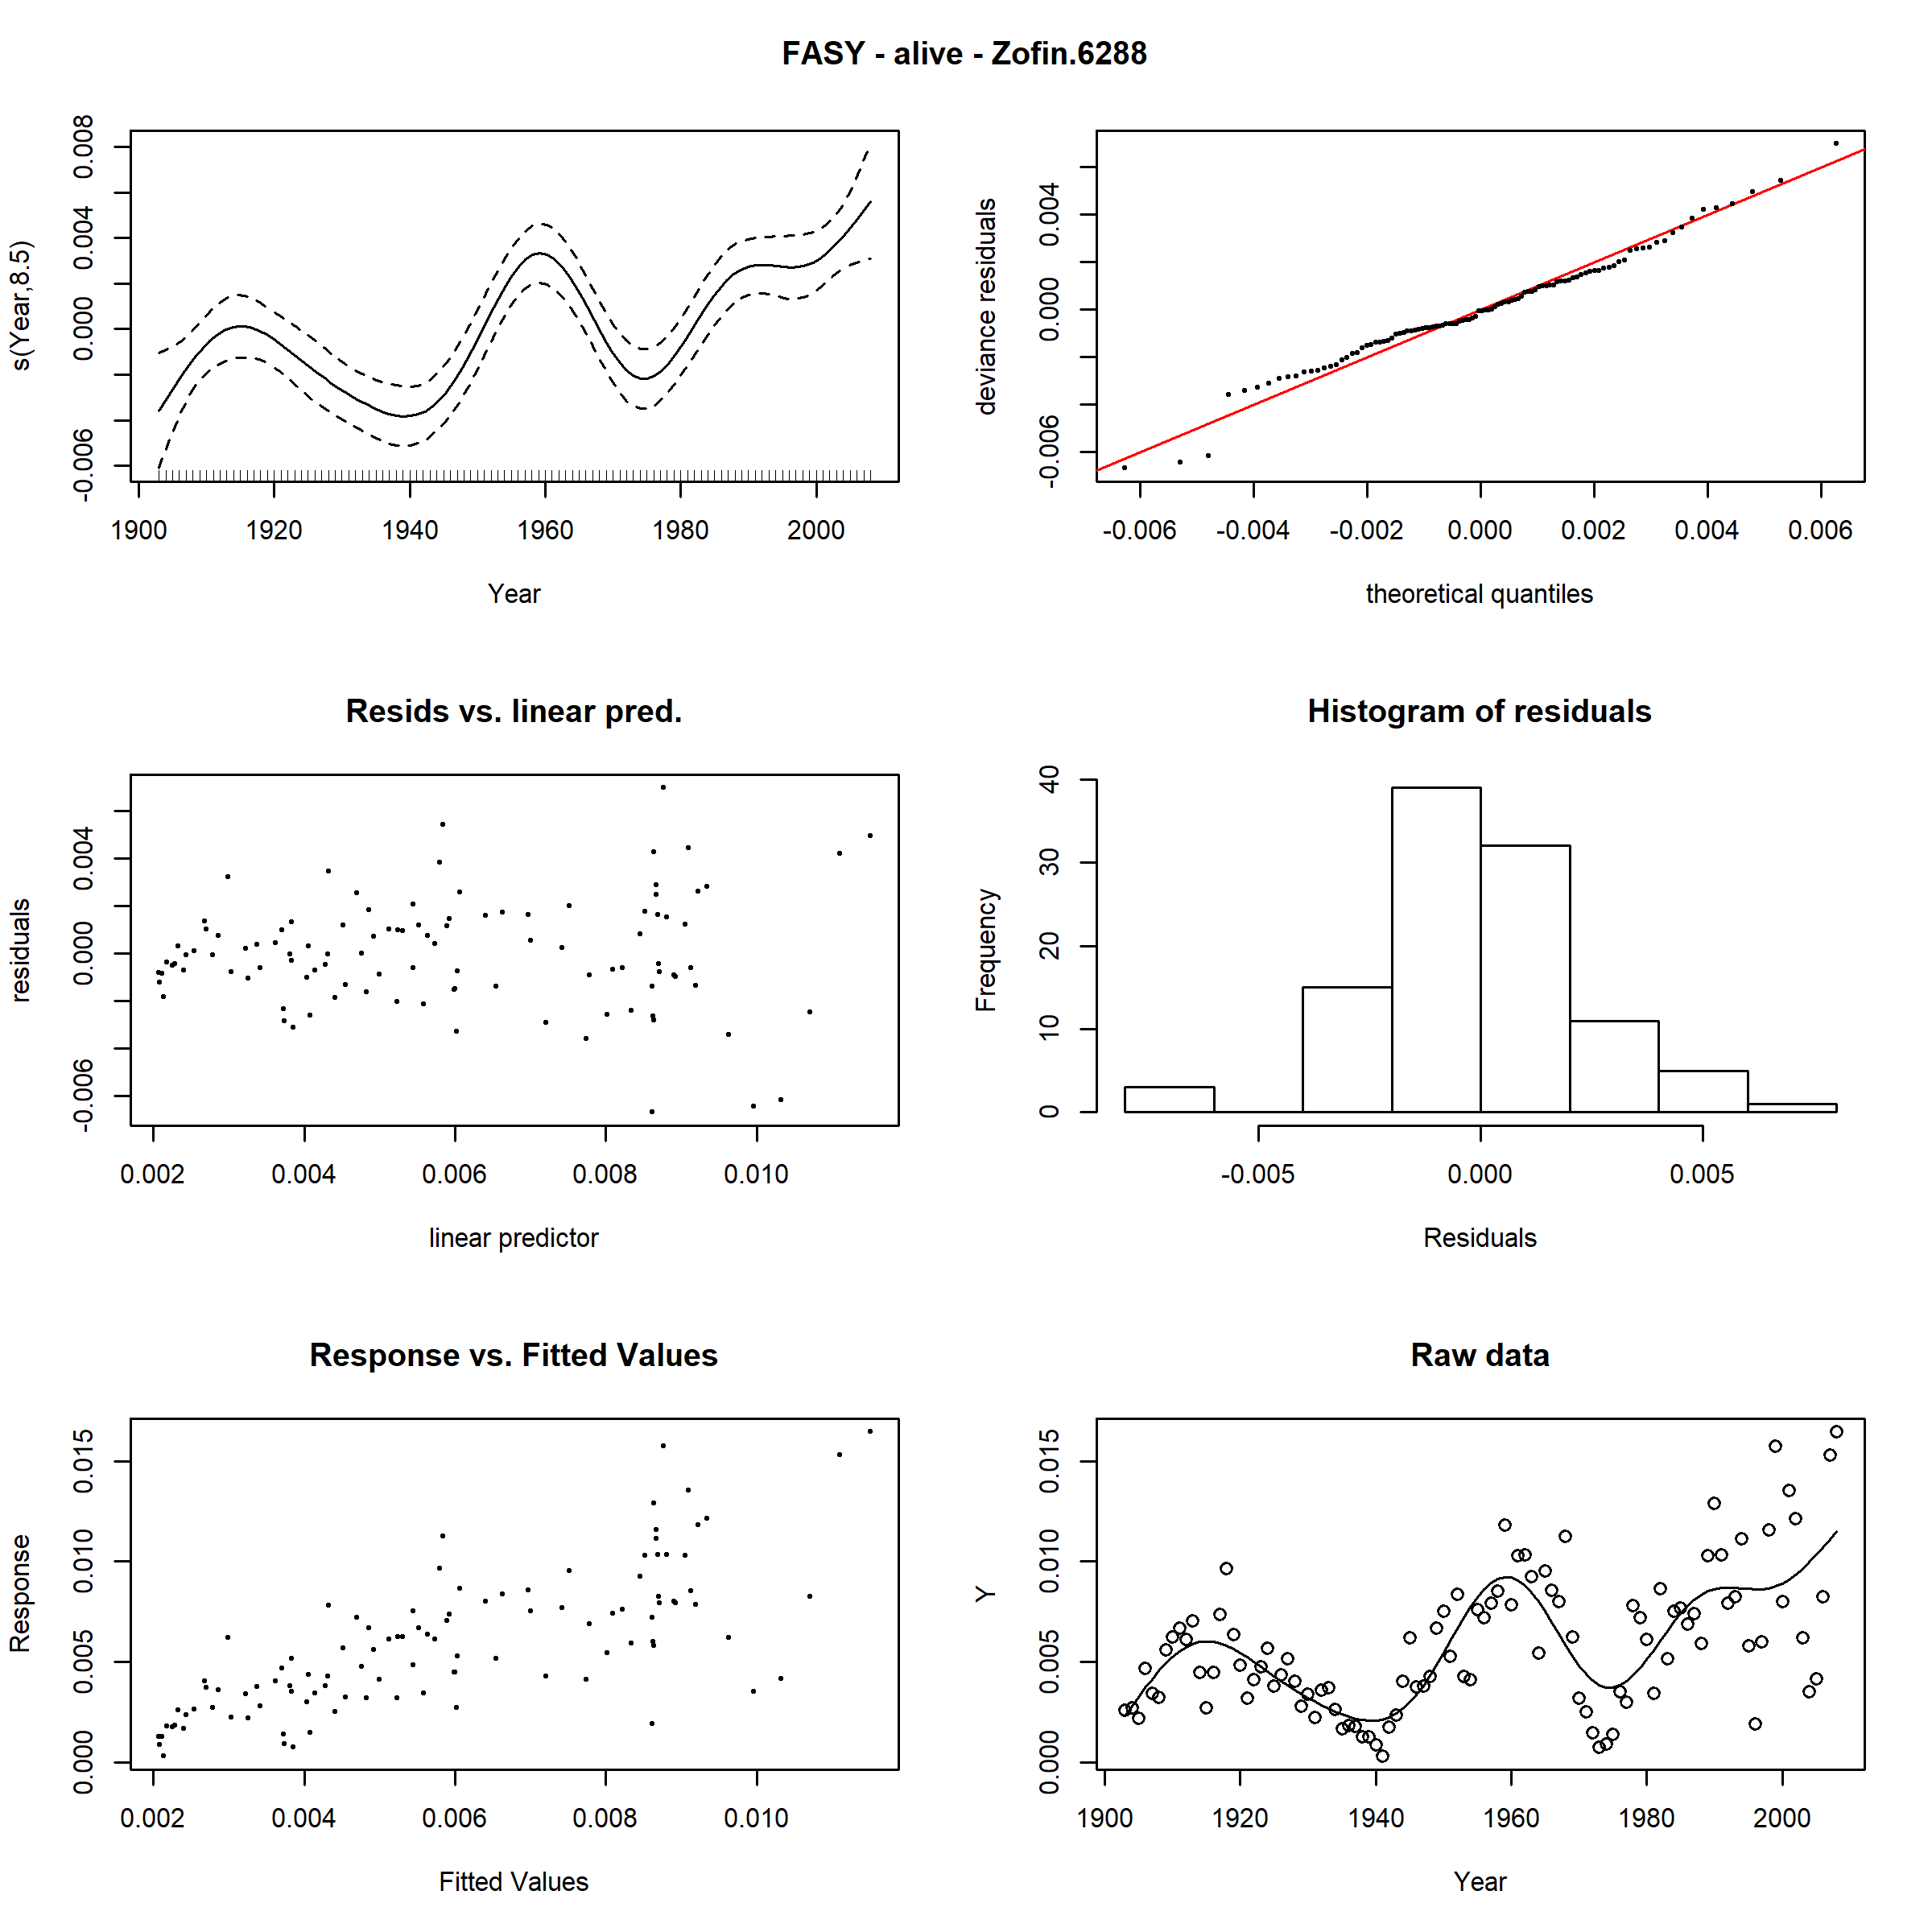 FASY - alive - Zofin.6288
s(Year,8.5)
-0.006 0.000 0.004 0.008
1900 1920 1940 1960 1980 2000
Year
deviance residuals
-0.006 0.000 0.004
-0.006 -0.004 -0.002 0.000 0.002 0.004 0.006
theoretical quantiles
Resids vs. linear pred.
residuals
-0.006 0.000 0.004
0.002 0.004 0.006 0.008 0.010
linear predictor
Histogram of residuals
Frequency
0 10 20 30 40
-0.005 0.000 0.005
Residuals
Response vs. Fitted Values
Response
0.000 0.005 0.010 0.015
0.002 0.004 0.006 0.008 0.010
Fitted Values
Raw data
Y
0.000 0.005 0.010 0.015
1900 1920 1940 1960 1980 2000
Year